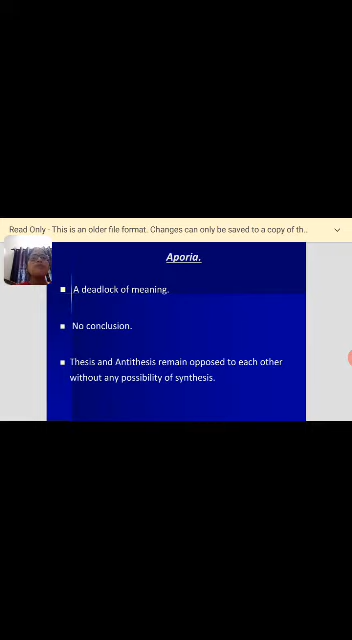 Read Only - This is an older file format. Changes can only be saved to a copy of th...
Aporia.
A deadlock of meaning.
No conclusion.
Thesis and Antithesis remain opposed to each other
without any possibility of synthesis.